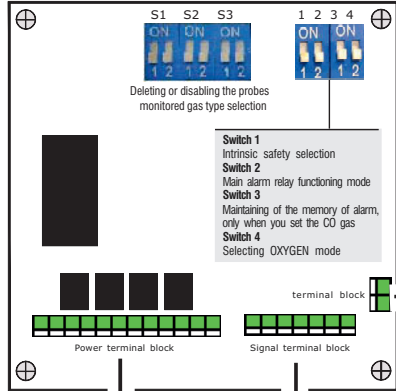 S1 S2 S3
1 2 3 4
ON ON ON
ON ON
1 2 1 2 1 2
1 2 1 2
Deleting or disabling the probes
monitored gas type selection
Switch 1
Intrinsic safety selection
Switch 2
Main alarm relay functioning mode
Switch 3
Maintaining of the memory of alarm,
only when you set the CO gas
Switch 4
Selecting OXYGEN mode
terminal block
Power terminal block
Signal terminal block